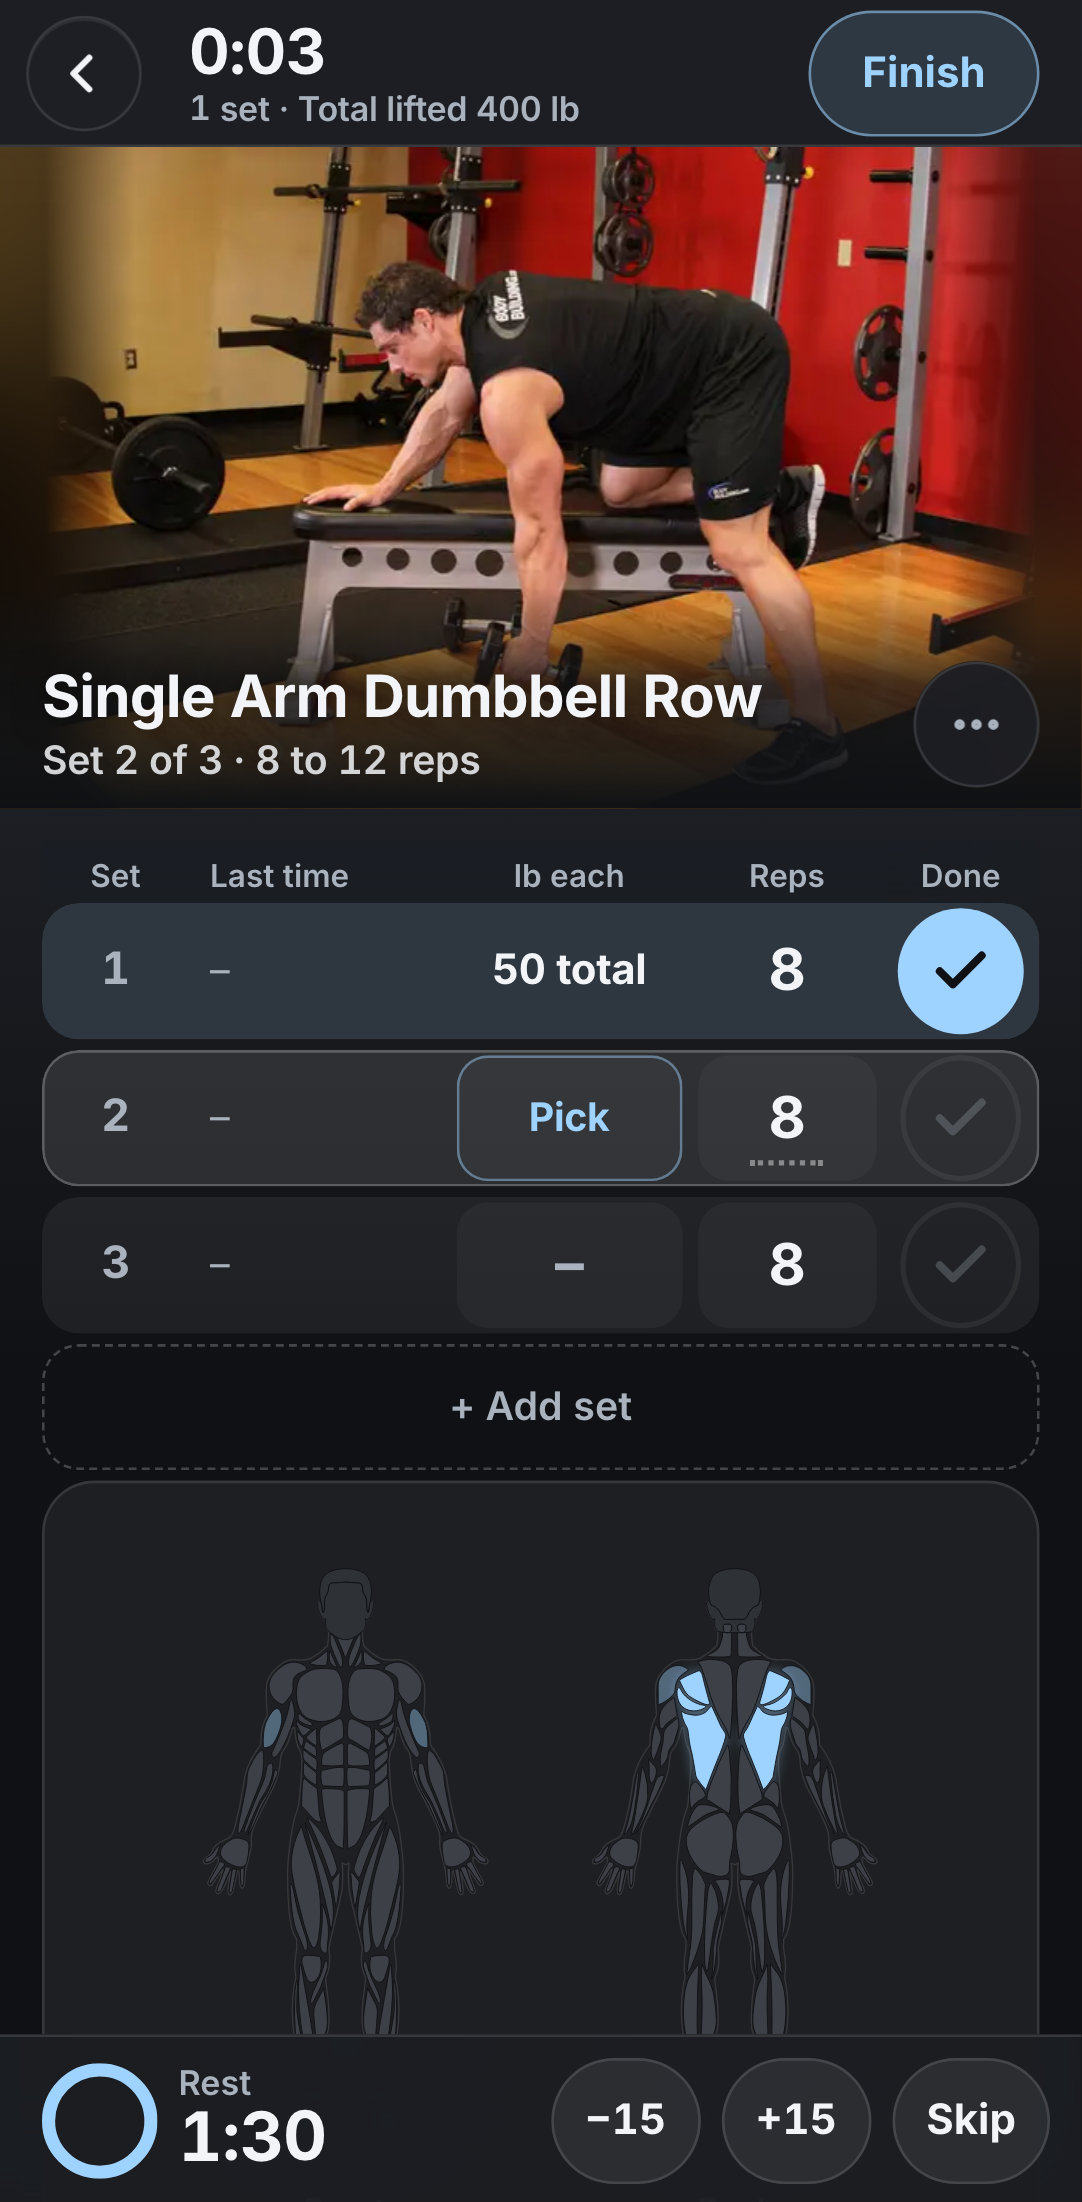 0:03
1 set · Total lifted 400 lb
Finish
BODY
BUILDING
Single Arm Dumbbell Row
Set 2 of 3 · 8 to 12 reps
Set Last time lb each Reps Done
1 – 50 total 8
2 – Pick 8
3 – – 8
+ Add set
Rest
1:30
−15 +15 Skip